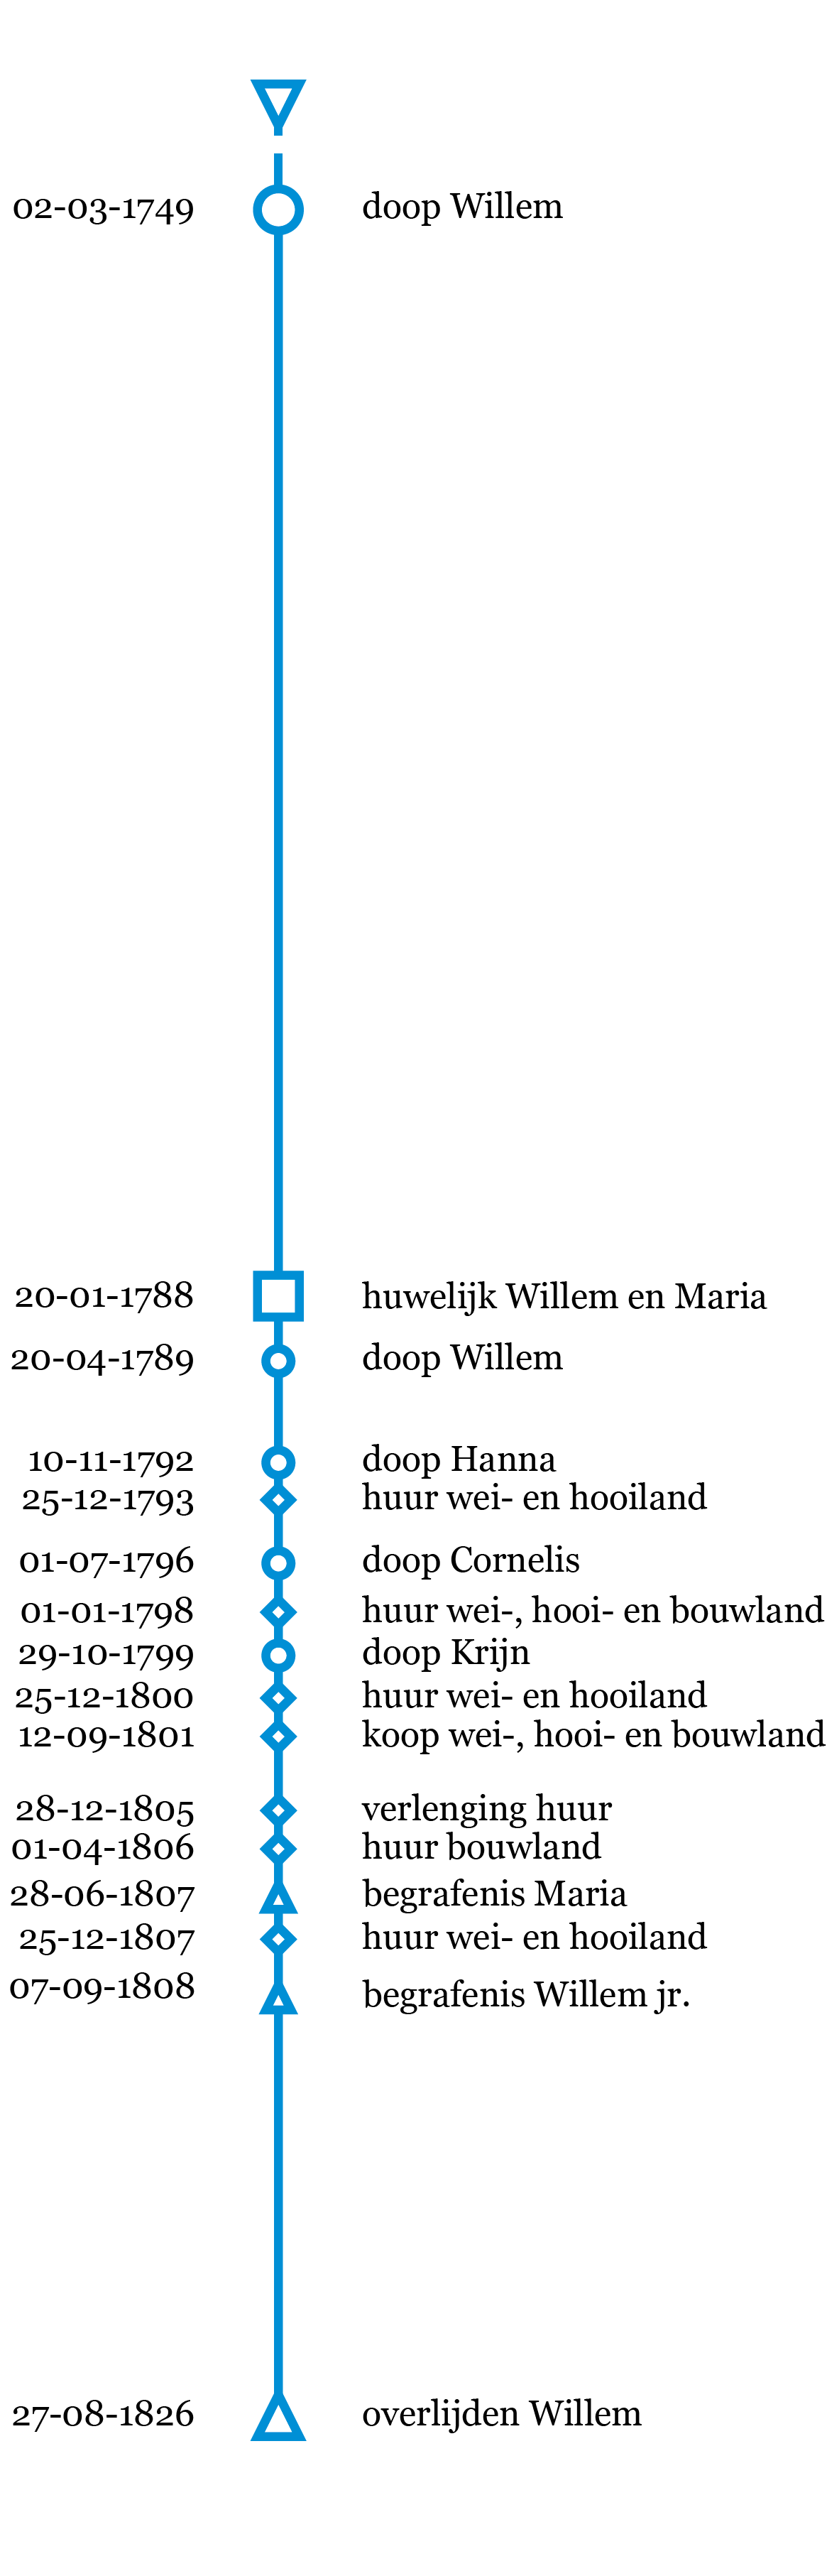 02-03-1749 doop Willem
20-01-1788 huwelijk Willem en Maria
20-04-1789 doop Willem
10-11-1792 doop Hanna
25-12-1793 huur wei- en hooiland
01-07-1796 doop Cornelis
01-01-1798 huur wei-, hooi- en bouwland
29-10-1799 doop Krijn
25-12-1800 huur wei- en hooiland
12-09-1801 koop wei-, hooi- en bouwland
28-12-1805 verlenging huur
01-04-1806 huur bouwland
28-06-1807 begrafenis Maria
25-12-1807 huur wei- en hooiland
07-09-1808 begrafenis Willem jr.
27-08-1826 overlijden Willem